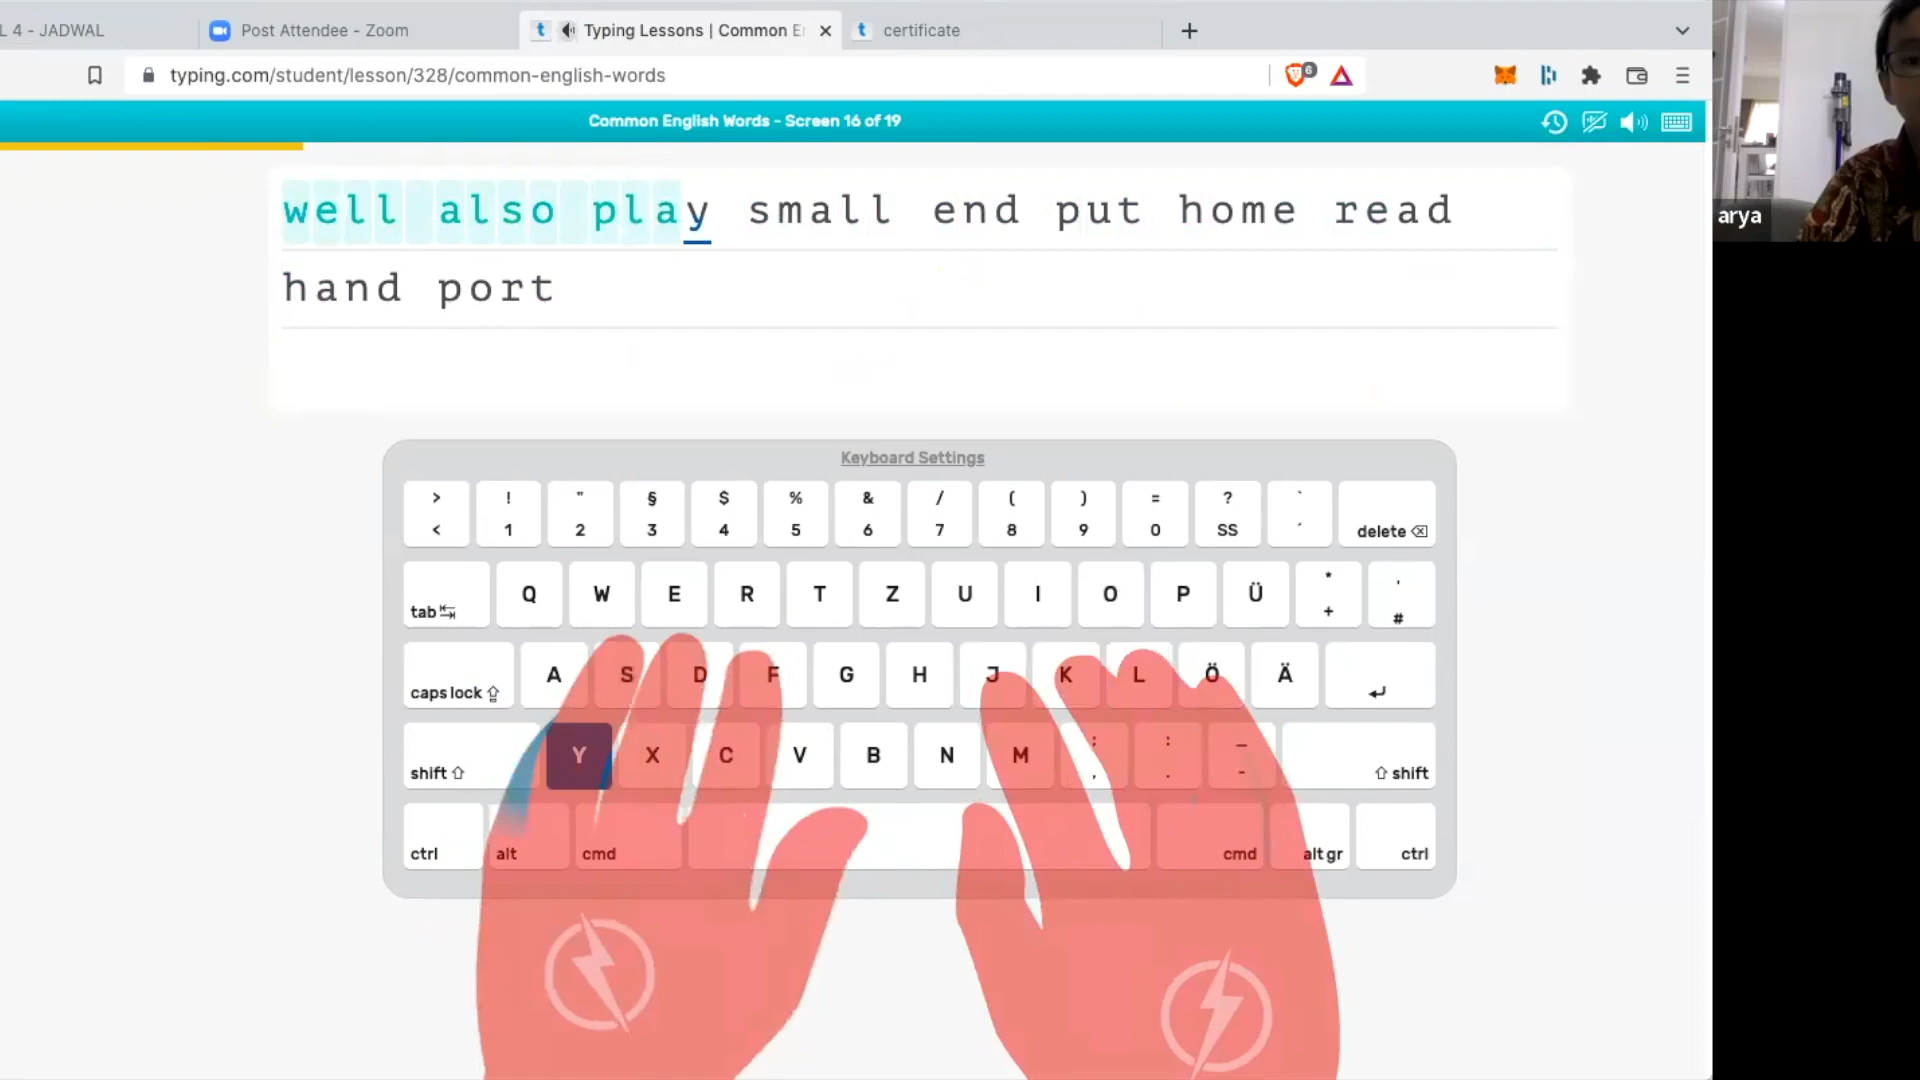 L 4 - JADWAL
Post Attendee - Zoom
Typing Lessons | Common E
certificate
typing.com/student/lesson/328/common-english-words
6
Common English Words - Screen 16 of 19
well also play small end put home read
hand port
arya
Keyboard Settings
> ! " § $ % & / ( ) = ? `
< 1 2 3 4 5 6 7 8 9 0 SS ´ delete
tab Q W E R T Z U I O P Ü * + ' #
caps lock A S D F G H J K L Ö Ä
shift Y X C V B N M ; , : . _ - shift
ctrl alt cmd cmd alt gr ctrl